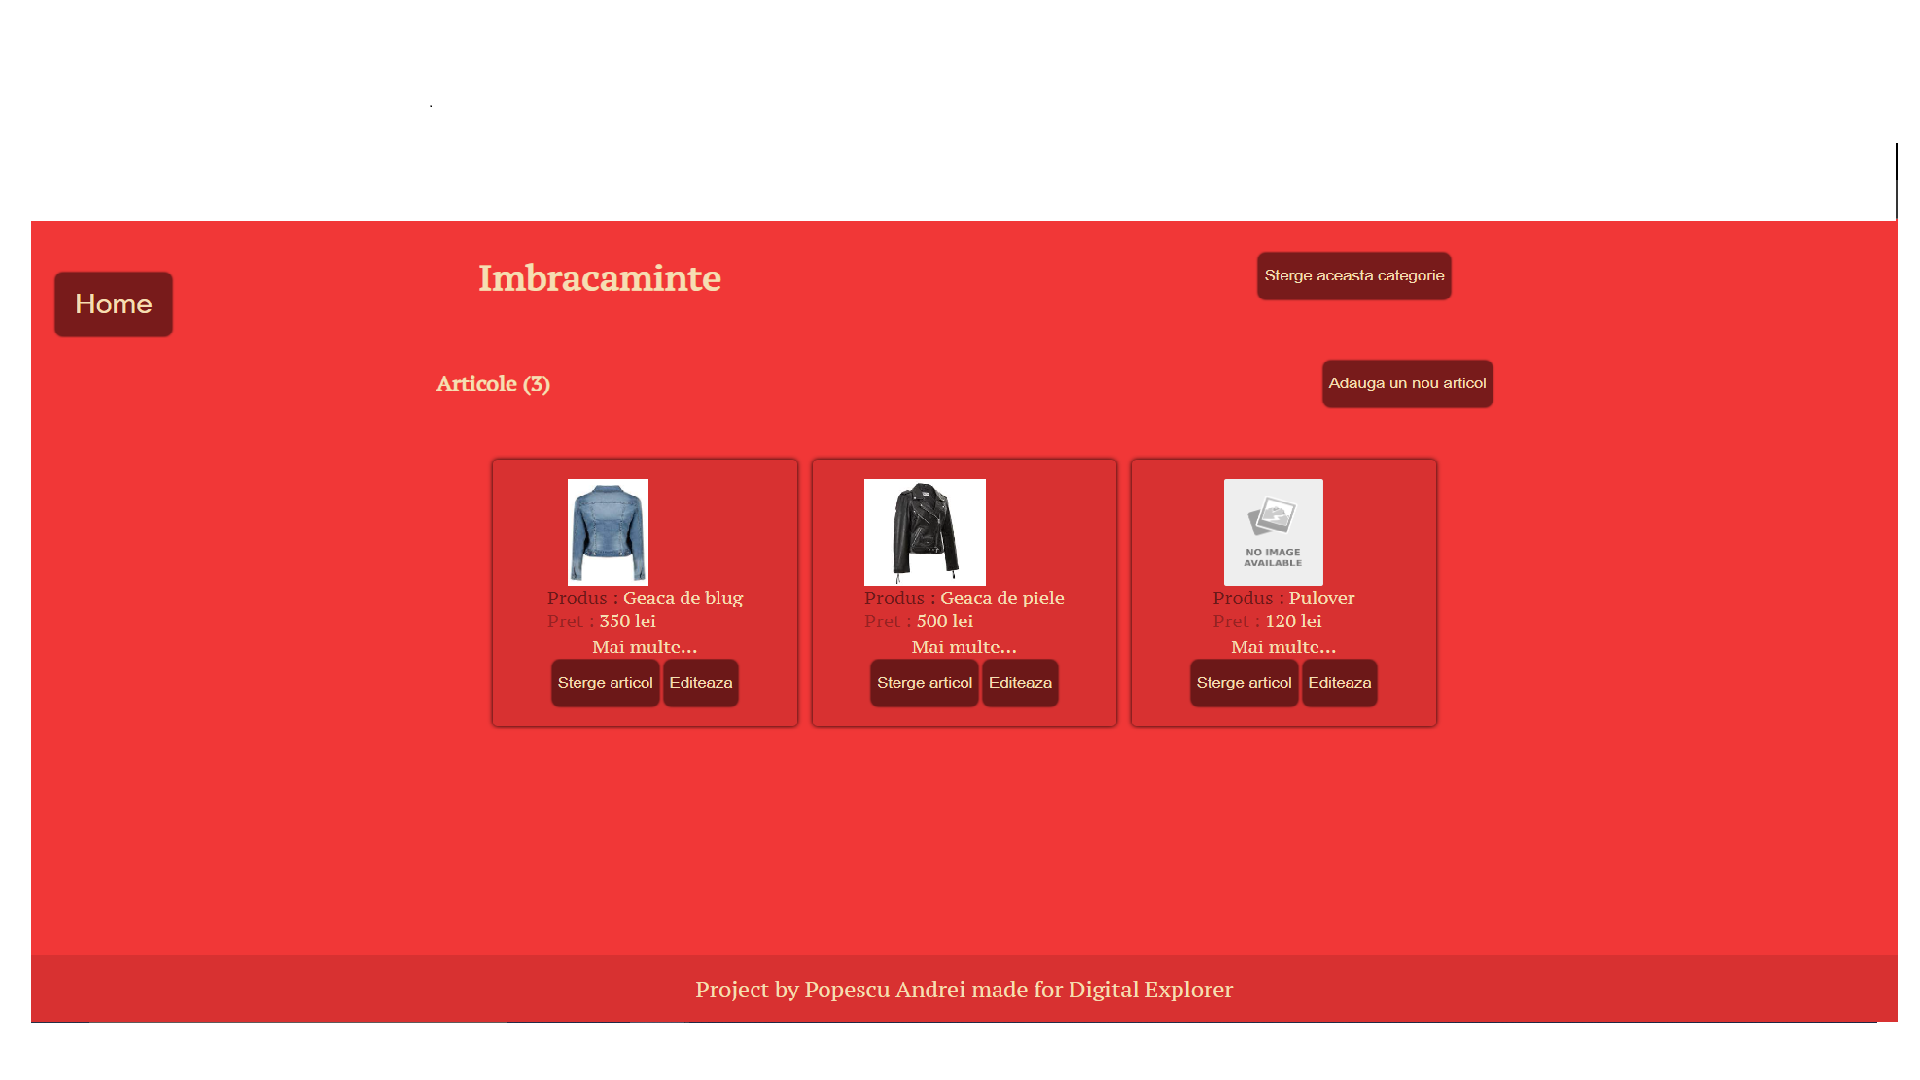 Home
Imbracaminte
Sterge aceasta categorie
Articole (3)
Adauga un nou articol
Produs : Geaca de blug
Pret : 350 lei
Mai multe...
Sterge articol Editeaza
Produs : Geaca de piele
Pret : 500 lei
Mai multe...
Sterge articol Editeaza
NO IMAGE
AVAILABLE
Produs : Pulover
Pret : 120 lei
Mai multe...
Sterge articol Editeaza
Project by Popescu Andrei made for Digital Explorer